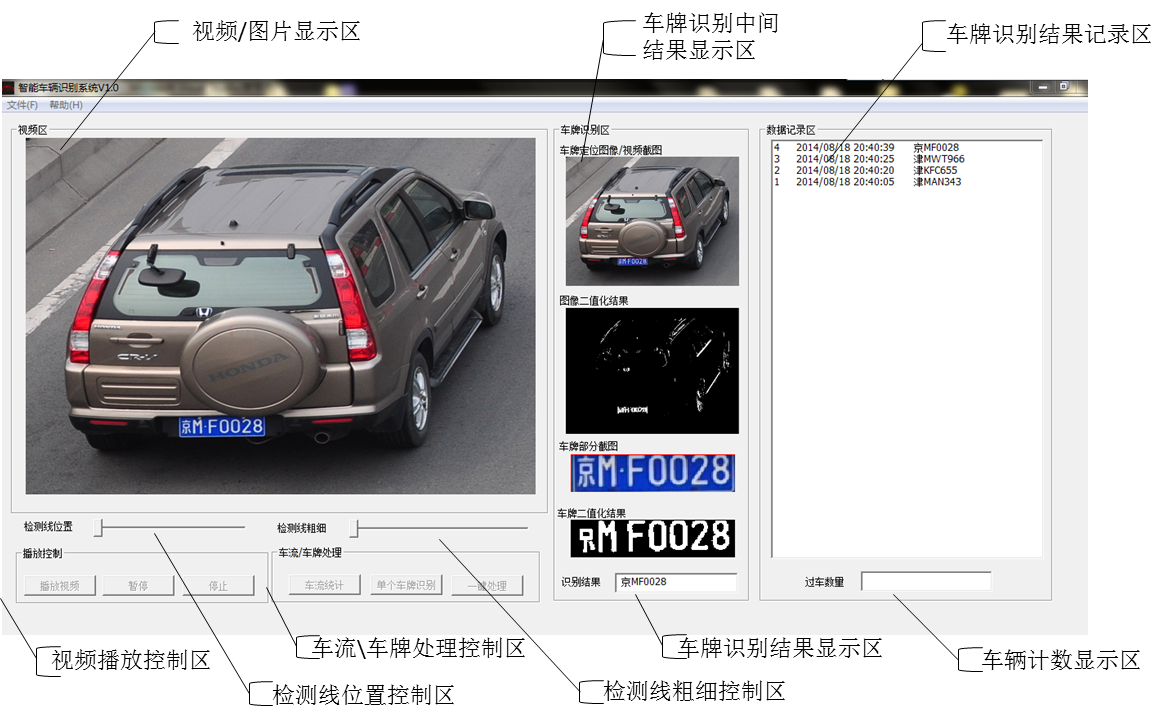 视频/图片显示区
车牌识别中间
结果显示区
车牌识别结果记录区
智能车辆识别系统V1.0
文件(F) 帮助(H)
视频区
HONDA
CR-V
HONDA
京M·F0028
检测线位置
检测线粗细
播放控制
播放视频 暂停 停止
车流/车牌处理
车流统计 单个车牌识别 一键处理
车牌识别区
车牌定位图像/视频截图
京M·F0028
图像二值化结果
车牌部分截图
京M·F0028
车牌二值化结果
京M F0028
识别结果 京MF0028
数据记录区
4 2014/08/18 20:40:39 京MF0028
3 2014/08/18 20:40:25 津MWT966
2 2014/08/18 20:40:20 津KFC655
1 2014/08/18 20:40:05 津MAN343
过车数量
视频播放控制区
车流\车牌处理控制区
检测线位置控制区
检测线粗细控制区
车牌识别结果显示区
车辆计数显示区